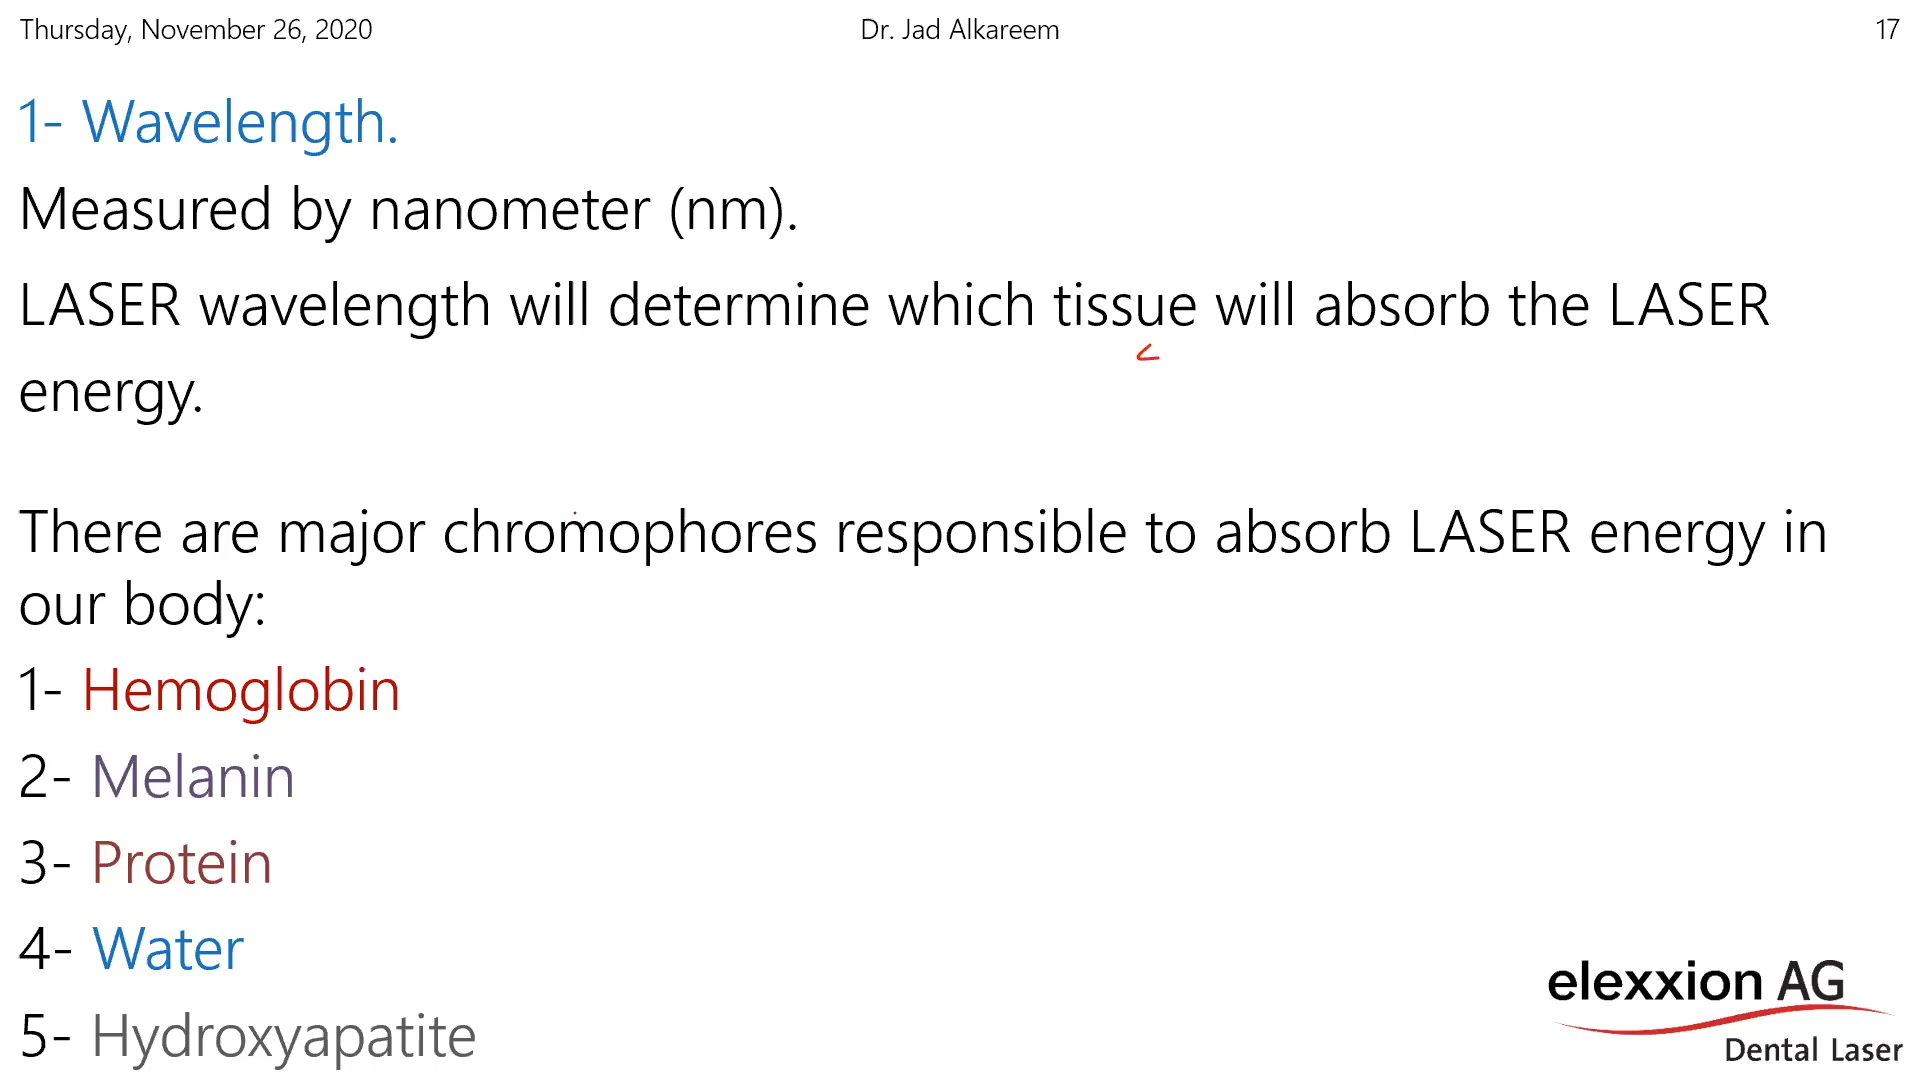 Thursday, November 26, 2020
Dr. Jad Alkareem
17
1- Wavelength.
Measured by nanometer (nm).
LASER wavelength will determine which tissue will absorb the LASER
energy.
There are major chromophores responsible to absorb LASER energy in
our body:
1- Hemoglobin
2- Melanin
3- Protein
4- Water
5- Hydroxyapatite
elexxion AG
Dental Laser